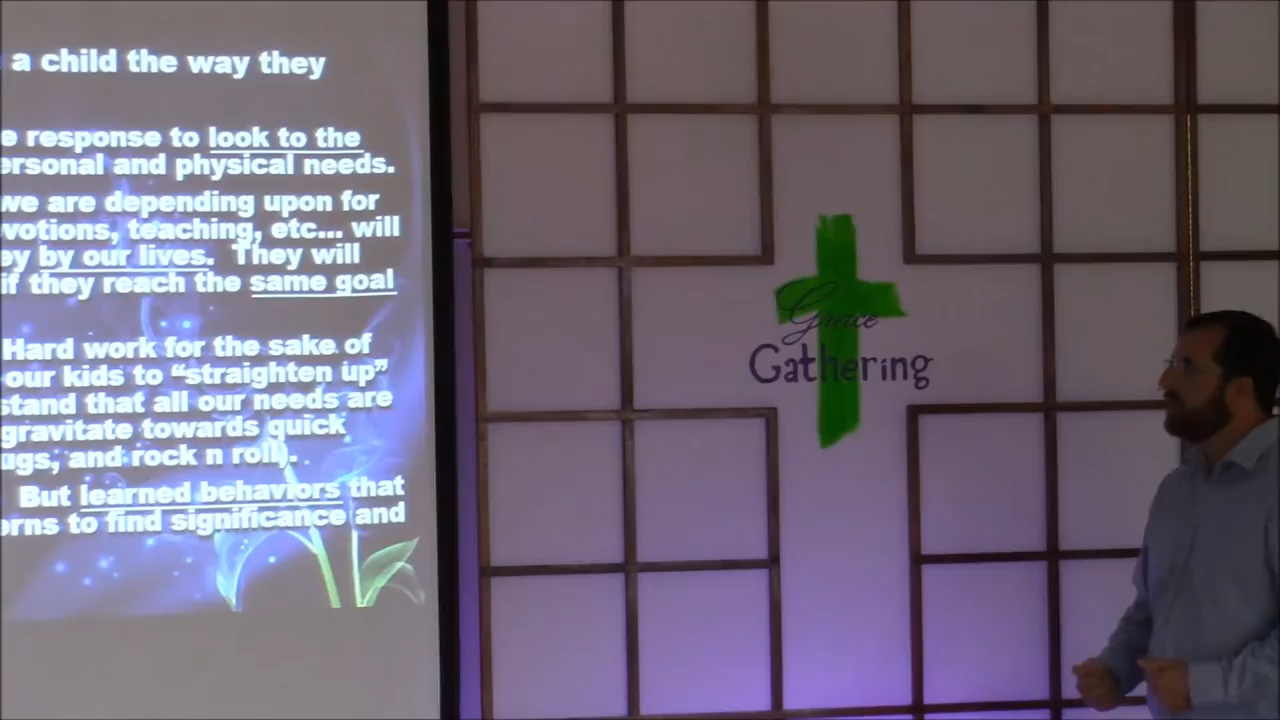 a child the way they
e response to look to the
ersonal and physical needs.
we are depending upon for
votions, teaching, etc... will
ey by our lives. They will
if they reach the same goal
Hard work for the sake of
our kids to “straighten up”
stand that all our needs are
gravitate towards quick
ugs, and rock n roll).
But learned behaviors that
orns to find significance and
Grace
Gathering